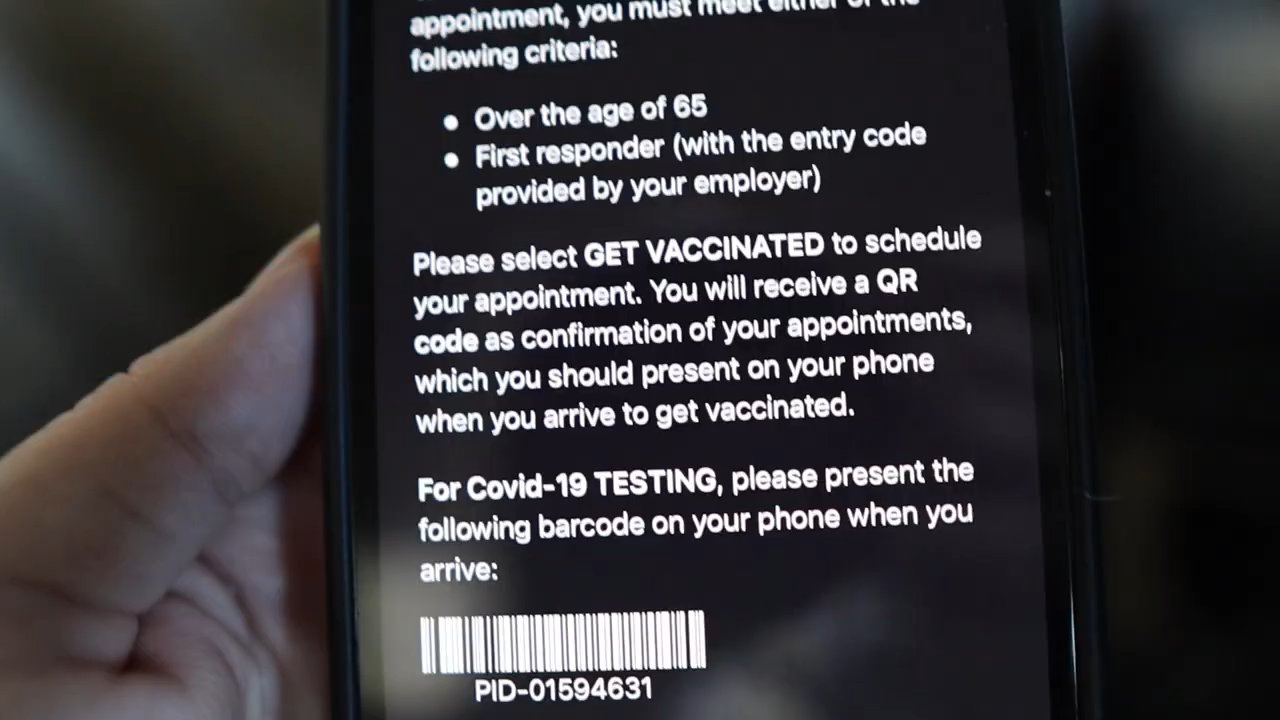 appointment, you must meet either of the
following criteria:
• Over the age of 65
• First responder (with the entry code
provided by your employer)
Please select GET VACCINATED to schedule
your appointment. You will receive a QR
code as confirmation of your appointments,
which you should present on your phone
when you arrive to get vaccinated.
For Covid-19 TESTING, please present the
following barcode on your phone when you
arrive:
PID-01594631